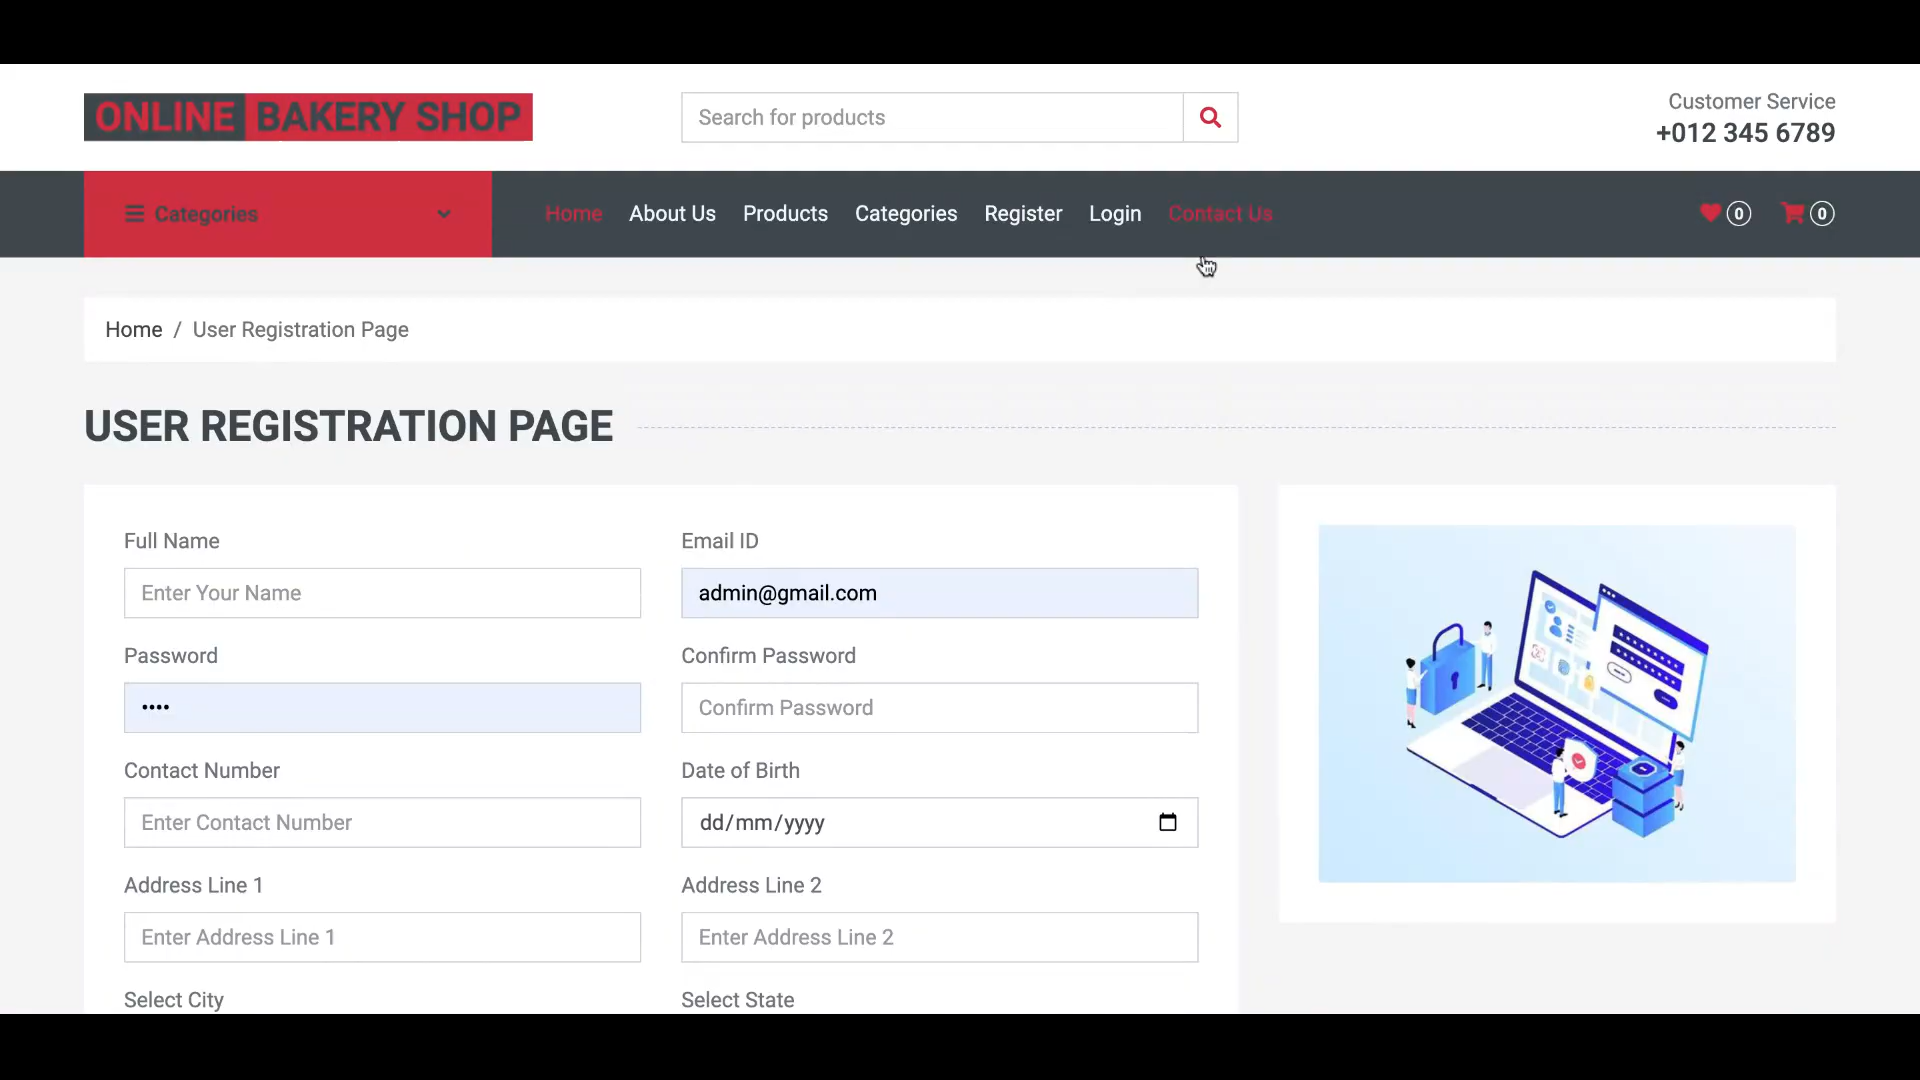 ONLINE BAKERY SHOP
Search for products
Customer Service
+012 345 6789
Categories
Home About Us Products Categories Register Login Contact Us
0 0
Home / User Registration Page
USER REGISTRATION PAGE
Full Name Email ID
Enter Your Name admin@gmail.com
Password Confirm Password
•••• Confirm Password
Contact Number Date of Birth
Enter Contact Number dd/mm/yyyy
Address Line 1 Address Line 2
Enter Address Line 1 Enter Address Line 2
Select City Select State